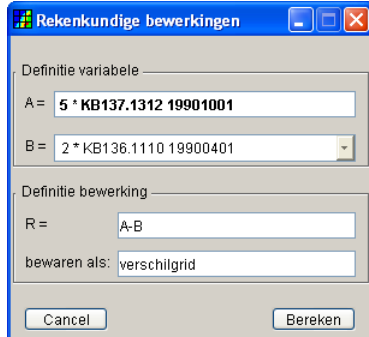 Rekenkundige bewerkingen
Definitie variabele
A = 5 * KB137.1312 19901001
B = 2 * KB136.1110 19900401
Definitie bewerking
R = A-B
bewaren als: verschilgrid
Cancel Bereken